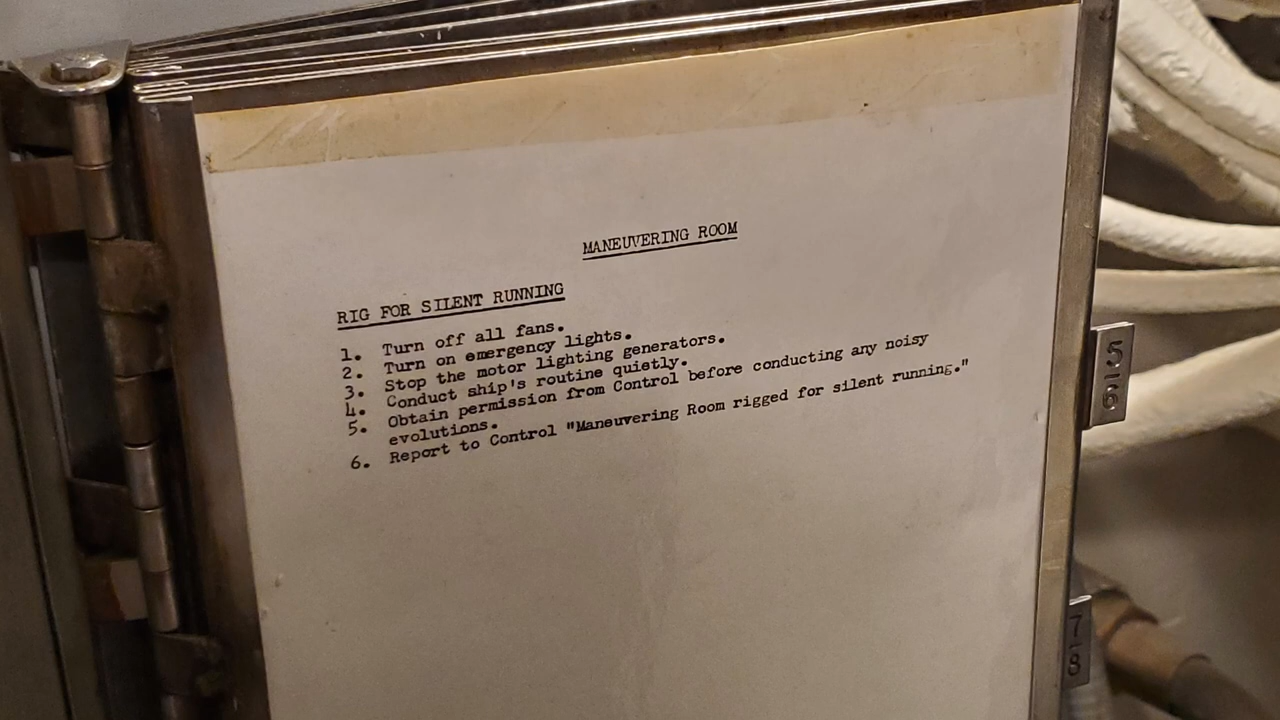 MANEUVERING ROOM
RIG FOR SILENT RUNNING
1. Turn off all fans.
2. Turn on emergency lights.
3. Stop the motor lighting generators.
4. Conduct ship's routine quietly.
5. Obtain permission from Control before conducting any noisy
evolutions.
6. Report to Control "Maneuvering Room rigged for silent running."
5
6
7
8